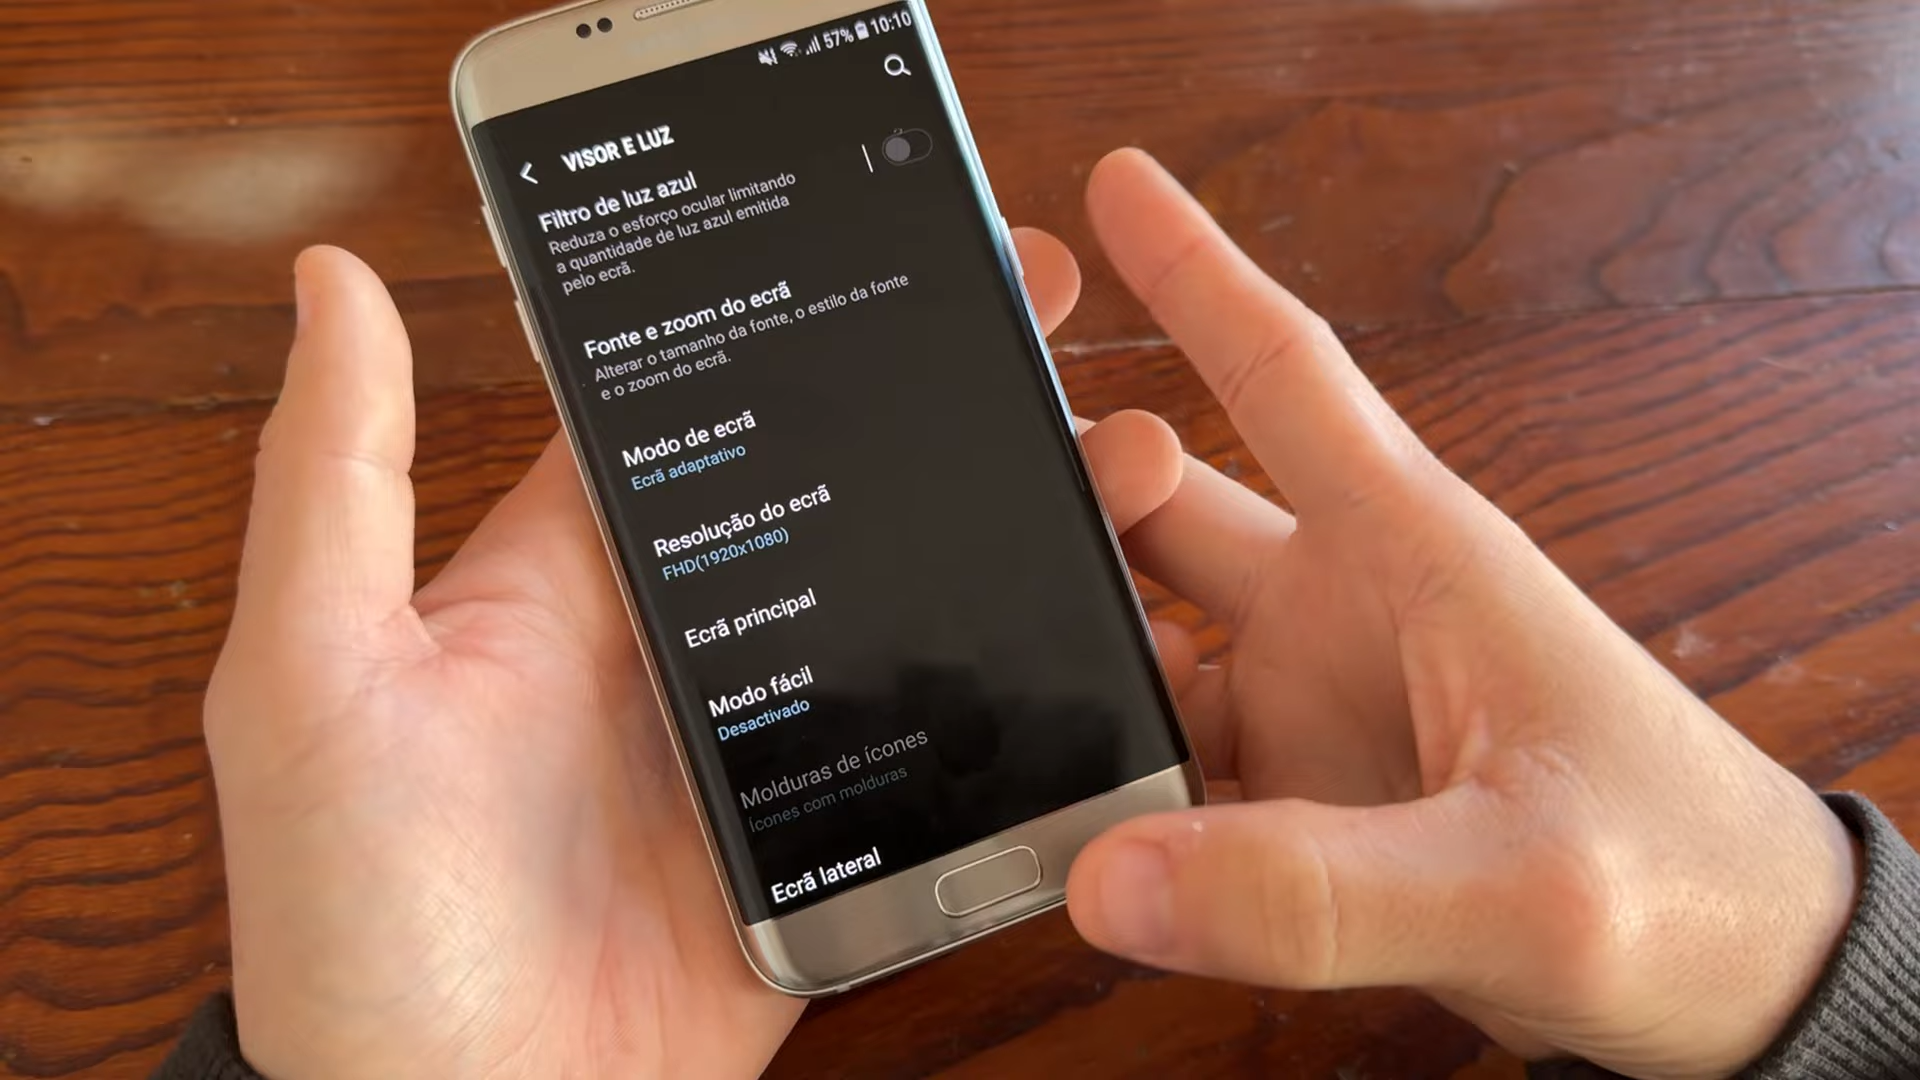 57% 10:10
VISOR E LUZ
Filtro de luz azul
Reduza o esforço ocular limitando
a quantidade de luz azul emitida
pelo ecrã.
Fonte e zoom do ecrã
Alterar o tamanho da fonte, o estilo da fonte
e o zoom do ecrã.
Modo de ecrã
Ecrã adaptativo
Resolução do ecrã
FHD(1920x1080)
Ecrã principal
Modo fácil
Desactivado
Molduras de ícones
Ícones com molduras
Ecrã lateral